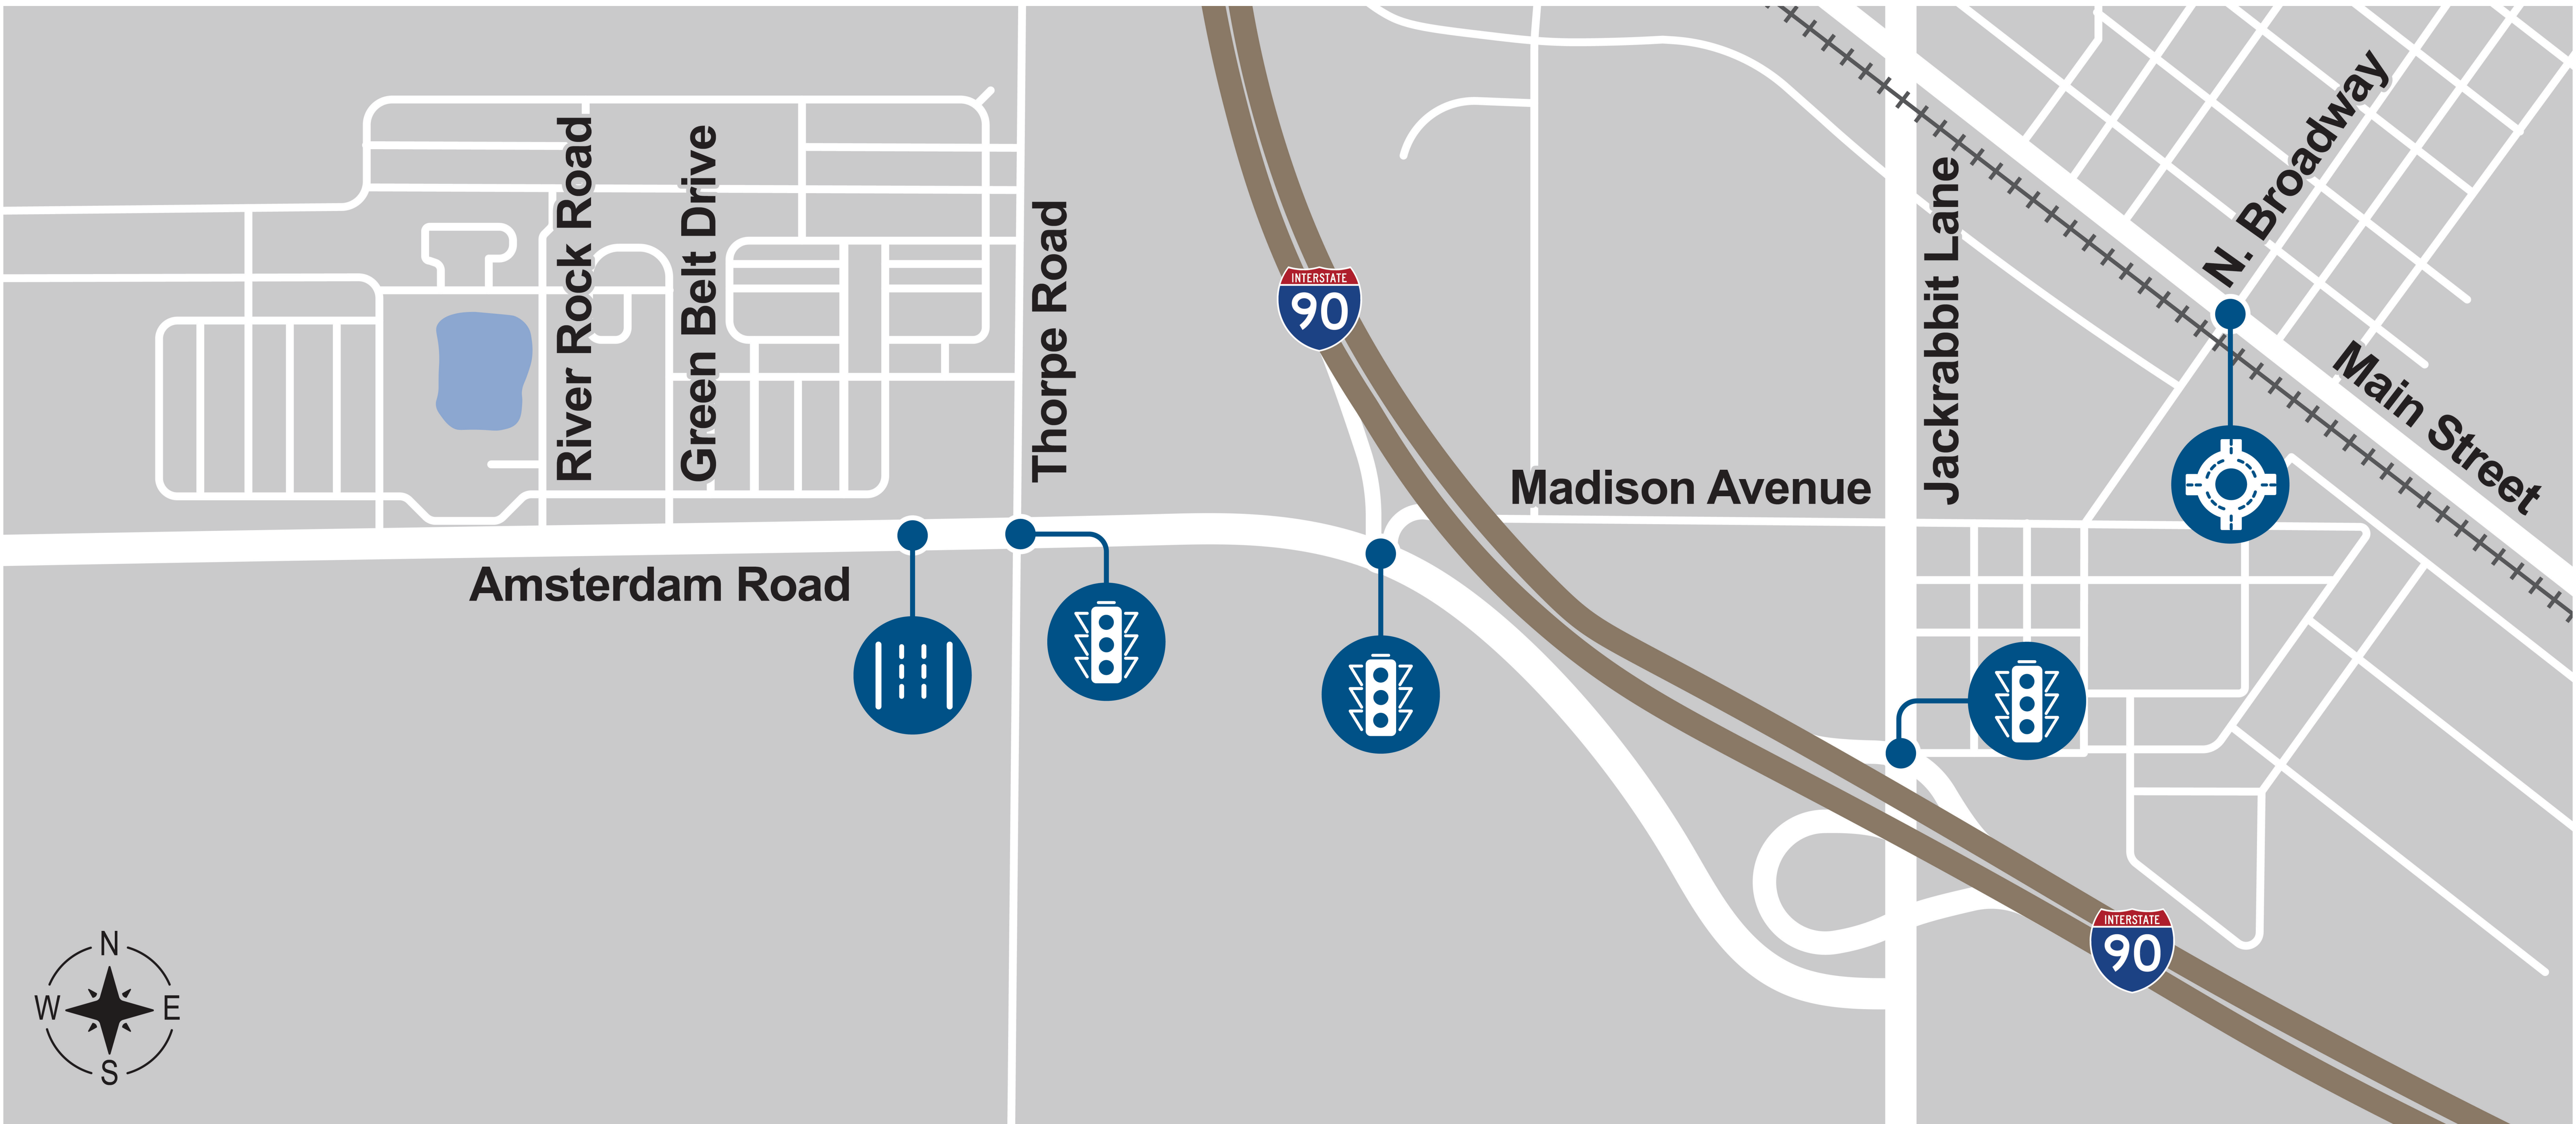 N. Broadway
River Rock Road
Green Belt Drive
Thorpe Road
Jackrabbit Lane
INTERSTATE
90
Main Street
Madison Avenue
Amsterdam Road
INTERSTATE
90
N
W
E
S